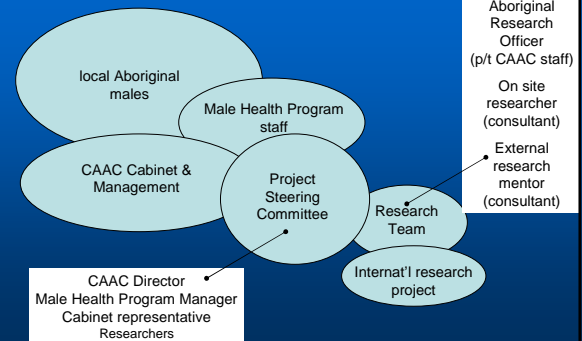 Aboriginal
Research
Officer
(p/t CAAC staff)
On site
researcher
(consultant)
External
research
mentor
(consultant)
local Aboriginal
males
Male Health Program
staff
CAAC Cabinet &
Management
Project
Steering
Committee
Research
Team
Internat'l research
project
CAAC Director
Male Health Program Manager
Cabinet representative
Researchers